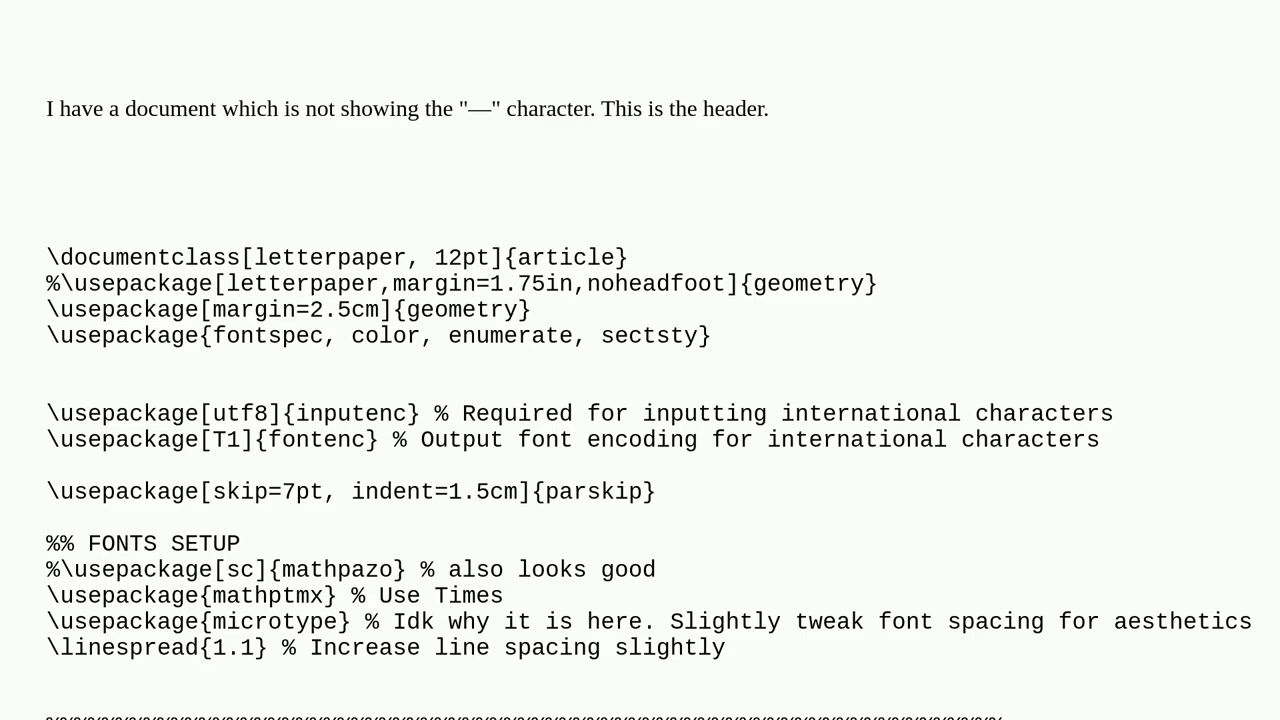 I have a document which is not showing the "—" character. This is the header.
\documentclass[letterpaper, 12pt]{article}
%\usepackage[letterpaper,margin=1.75in,noheadfoot]{geometry}
\usepackage[margin=2.5cm]{geometry}
\usepackage{fontspec, color, enumerate, sectsty}
\usepackage[utf8]{inputenc} % Required for inputting international characters
\usepackage[T1]{fontenc} % Output font encoding for international characters
\usepackage[skip=7pt, indent=1.5cm]{parskip}
%% FONTS SETUP
%\usepackage[sc]{mathpazo} % also looks good
\usepackage{mathptmx} % Use Times
\usepackage{microtype} % Idk why it is here. Slightly tweak font spacing for aesthetics
\linespread{1.1} % Increase line spacing slightly